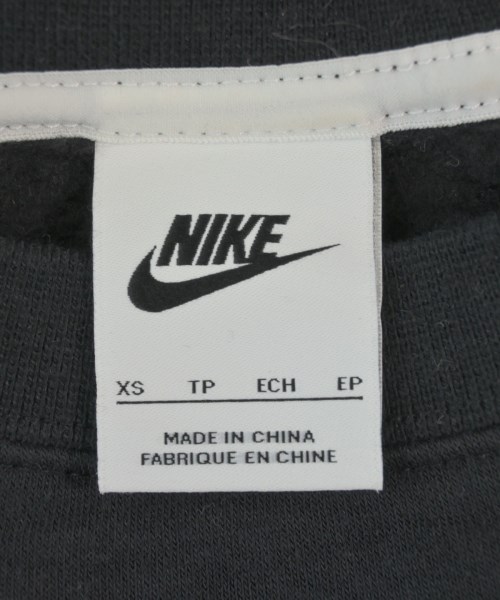 NIKE
XS TP ECH EP
MADE IN CHINA
FABRIQUE EN CHINE